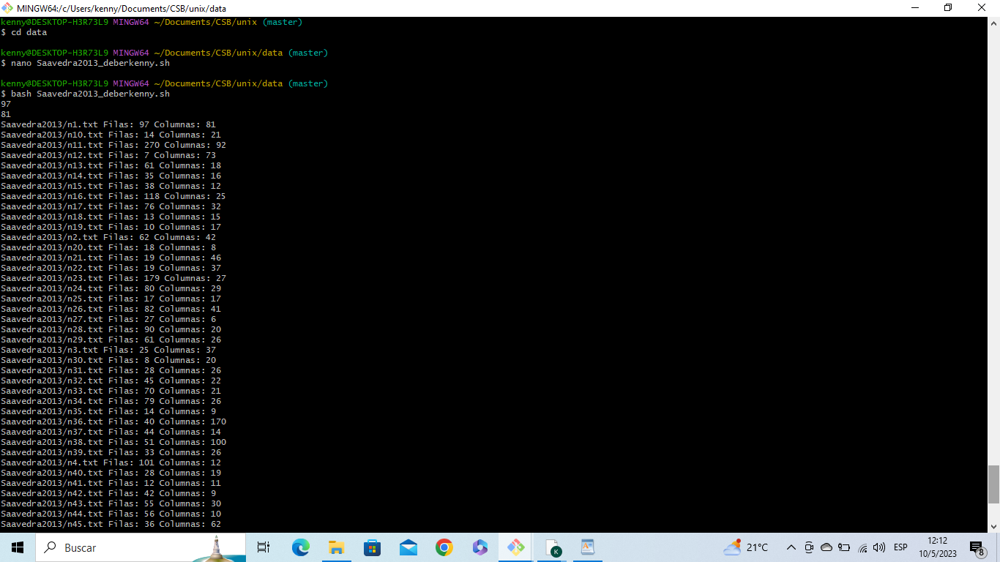 MINGW64:/c/Users/kenny/Documents/CSB/unix/data
kenny@DESKTOP-H3R73L9 MINGW64 ~/Documents/CSB/unix (master)
$ cd data
kenny@DESKTOP-H3R73L9 MINGW64 ~/Documents/CSB/unix/data (master)
$ nano Saavedra2013_deberkenny.sh
kenny@DESKTOP-H3R73L9 MINGW64 ~/Documents/CSB/unix/data (master)
$ bash Saavedra2013_deberkenny.sh
97
81
Saavedra2013/n1.txt Filas: 97 Columnas: 81
Saavedra2013/n10.txt Filas: 14 Columnas: 21
Saavedra2013/n11.txt Filas: 270 Columnas: 92
Saavedra2013/n12.txt Filas: 7 Columnas: 73
Saavedra2013/n13.txt Filas: 61 Columnas: 18
Saavedra2013/n14.txt Filas: 35 Columnas: 16
Saavedra2013/n15.txt Filas: 38 Columnas: 12
Saavedra2013/n16.txt Filas: 118 Columnas: 25
Saavedra2013/n17.txt Filas: 76 Columnas: 32
Saavedra2013/n18.txt Filas: 13 Columnas: 15
Saavedra2013/n19.txt Filas: 10 Columnas: 17
Saavedra2013/n2.txt Filas: 62 Columnas: 42
Saavedra2013/n20.txt Filas: 18 Columnas: 8
Saavedra2013/n21.txt Filas: 19 Columnas: 46
Saavedra2013/n22.txt Filas: 19 Columnas: 37
Saavedra2013/n23.txt Filas: 179 Columnas: 27
Saavedra2013/n24.txt Filas: 80 Columnas: 29
Saavedra2013/n25.txt Filas: 17 Columnas: 17
Saavedra2013/n26.txt Filas: 82 Columnas: 41
Saavedra2013/n27.txt Filas: 27 Columnas: 6
Saavedra2013/n28.txt Filas: 90 Columnas: 20
Saavedra2013/n29.txt Filas: 61 Columnas: 26
Saavedra2013/n3.txt Filas: 25 Columnas: 37
Saavedra2013/n30.txt Filas: 8 Columnas: 20
Saavedra2013/n31.txt Filas: 28 Columnas: 26
Saavedra2013/n32.txt Filas: 45 Columnas: 22
Saavedra2013/n33.txt Filas: 70 Columnas: 21
Saavedra2013/n34.txt Filas: 79 Columnas: 26
Saavedra2013/n35.txt Filas: 14 Columnas: 9
Saavedra2013/n36.txt Filas: 40 Columnas: 170
Saavedra2013/n37.txt Filas: 44 Columnas: 14
Saavedra2013/n38.txt Filas: 51 Columnas: 100
Saavedra2013/n39.txt Filas: 33 Columnas: 26
Saavedra2013/n4.txt Filas: 101 Columnas: 12
Saavedra2013/n40.txt Filas: 28 Columnas: 19
Saavedra2013/n41.txt Filas: 12 Columnas: 11
Saavedra2013/n42.txt Filas: 42 Columnas: 9
Saavedra2013/n43.txt Filas: 55 Columnas: 30
Saavedra2013/n44.txt Filas: 56 Columnas: 10
Saavedra2013/n45.txt Filas: 36 Columnas: 62
Buscar
K
21°C
ESP
12:12
10/5/2023
8